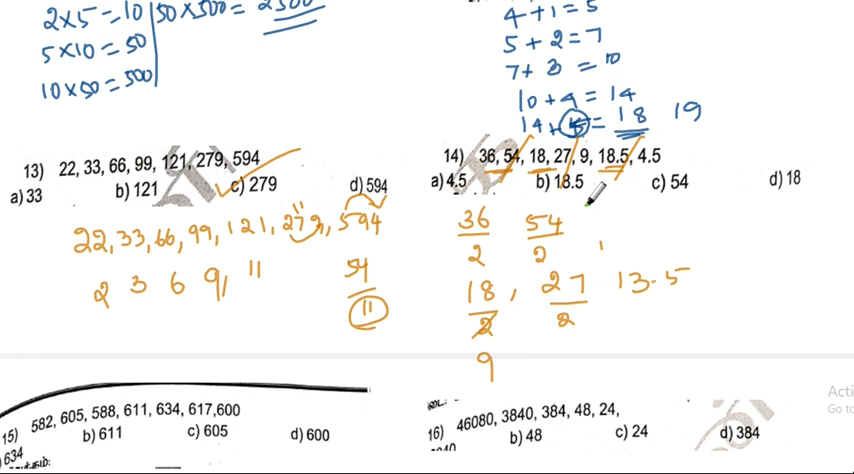 2×5=10
5×10=50
10×50=500
50×500=
4+1=5
5+2=7
7+3=10
10+4=14
= 18 19
13) 22, 33, 66, 99, 121, 279, 594
a) 33 b) 121 c) 279 d) 594
22, 33, 66, 99, 121, 279, 594
2 3 6 9, 11
54
11
14) 36, 54, 18, 27, 9, 18.5, 4.5
a) 4.5 b) 18.5 c) 54 d) 18
36 54
2 2
18, 27 13.5
2 2
9
15) 582, 605, 588, 611, 634, 617,600
634 b) 611 c) 605 d) 600
16) 46080, 3840, 384, 48, 24,
b) 48 c) 24 d) 384
Acti
Go to